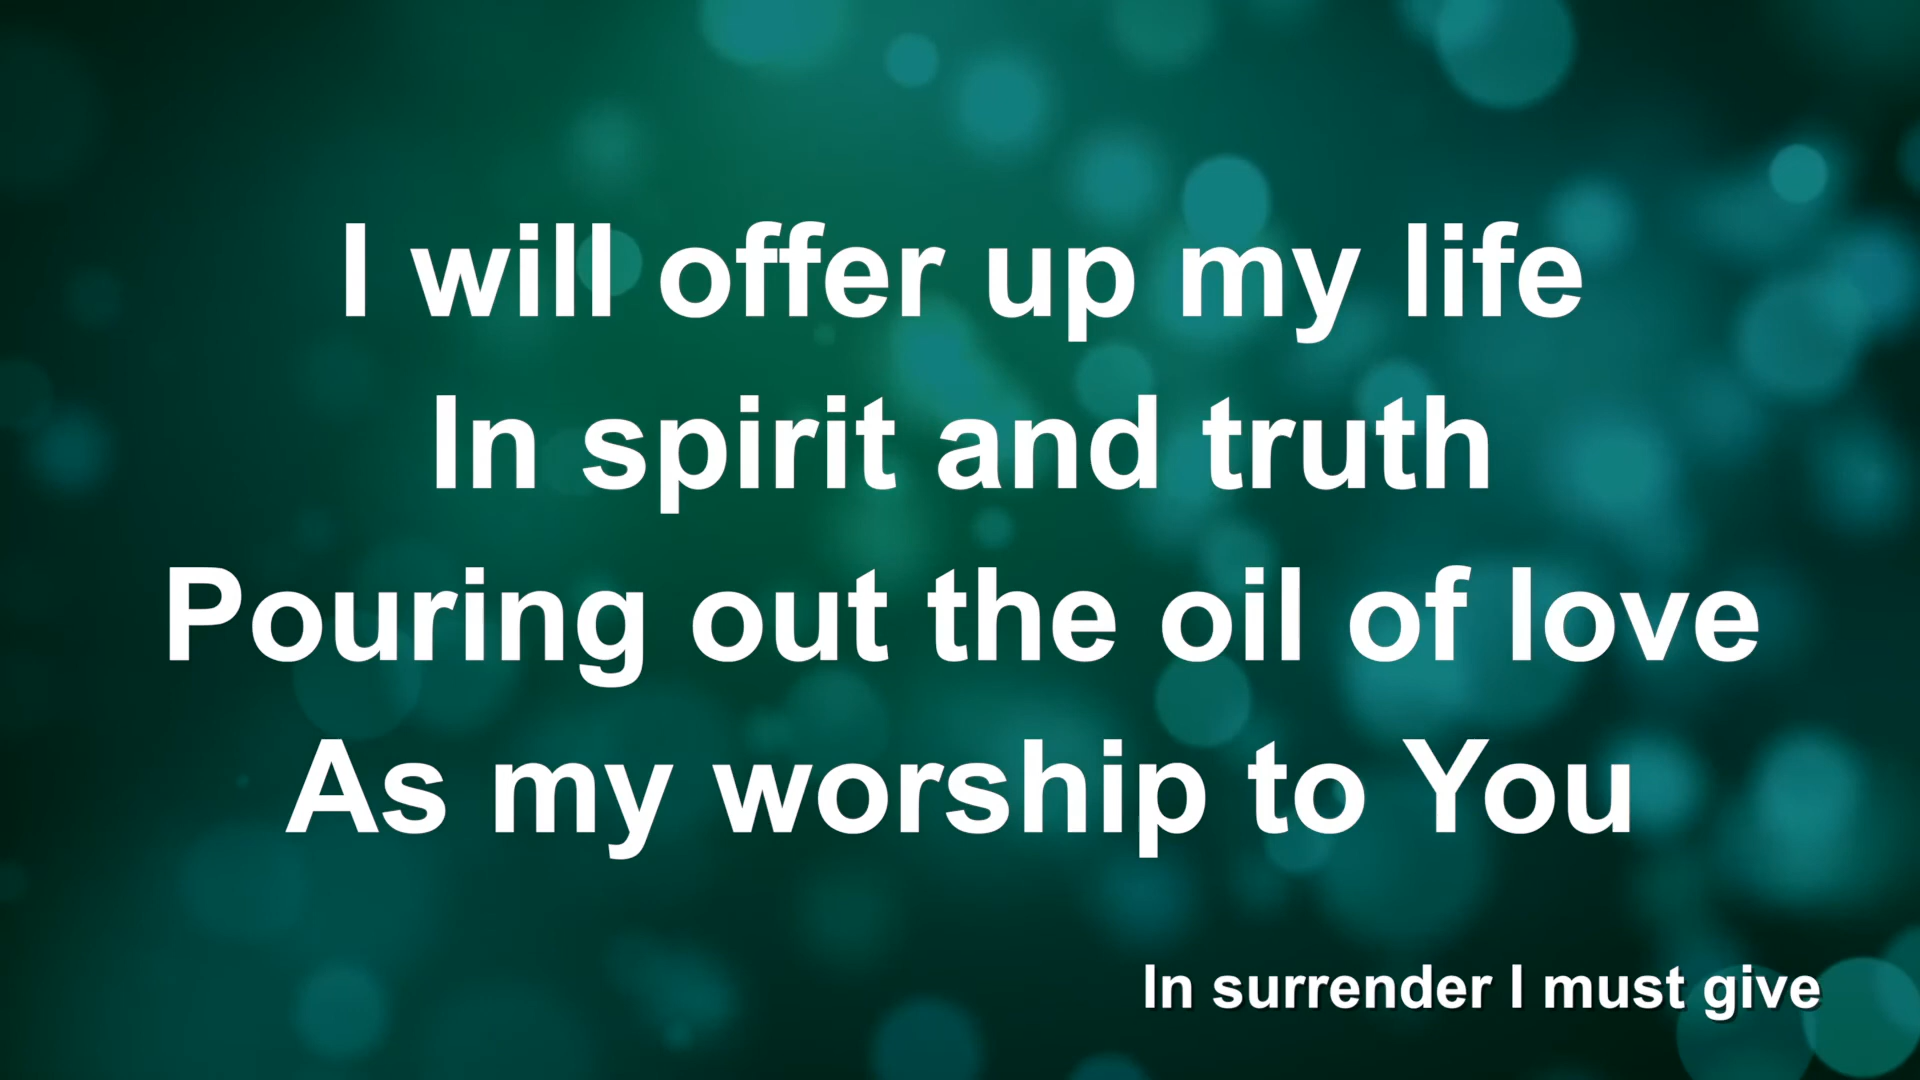 I will offer up my life
In spirit and truth
Pouring out the oil of love
As my worship to You
In surrender I must give